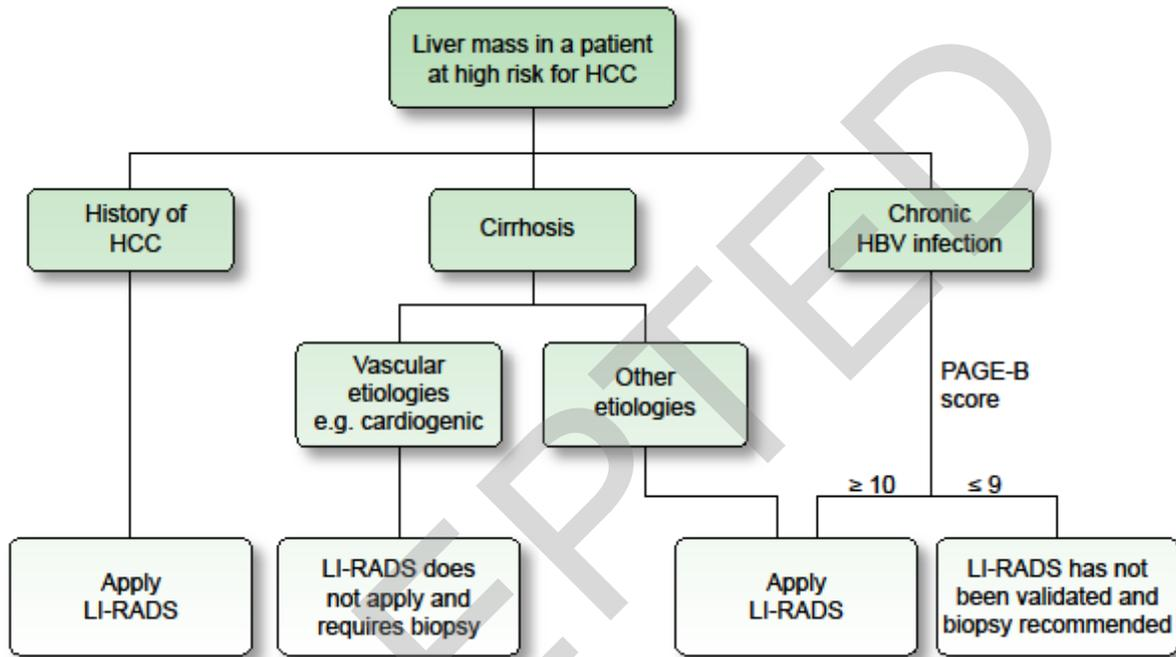 Liver mass in a patient
at high risk for HCC
History of
HCC
Cirrhosis
Chronic
HBV infection
Vascular
etiologies
e.g. cardiogenic
Other
etiologies
PAGE-B
score
≥ 10
≤ 9
Apply
LI-RADS
LI-RADS does
not apply and
requires biopsy
Apply
LI-RADS
LI-RADS has not
been validated and
biopsy recommended
EPTED